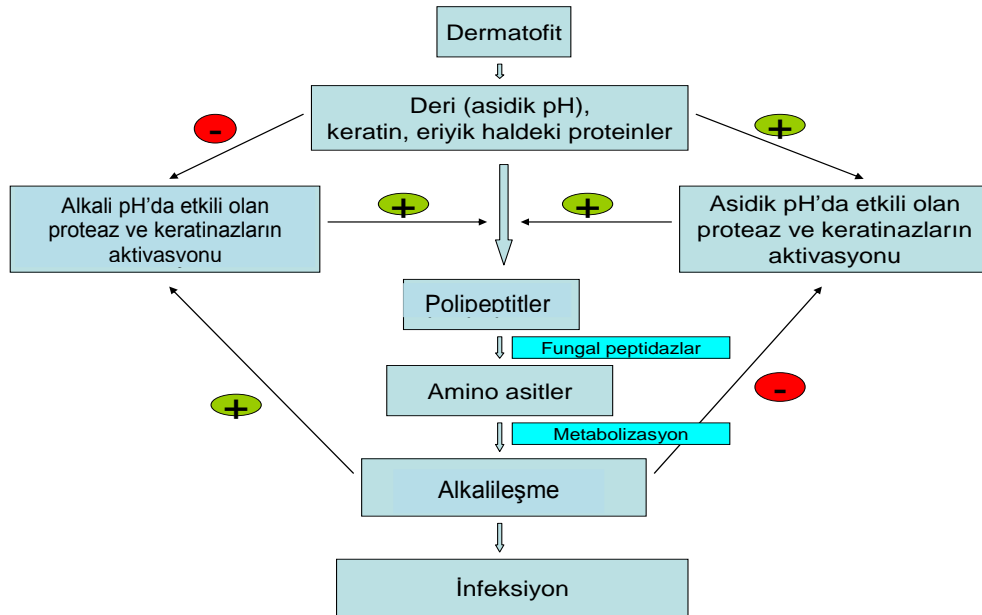 Dermatofit
Deri (asidik pH),
keratin, eriyik haldeki proteinler
-
+
Alkali pH'da etkili olan
proteaz ve keratinazların
aktivasyonu
+
+
Asidik pH'da etkili olan
proteaz ve keratinazların
aktivasyonu
Polipeptitler
Fungal peptidazlar
Amino asitler
+
-
Metabolizasyon
Alkalileşme
İnfeksiyon